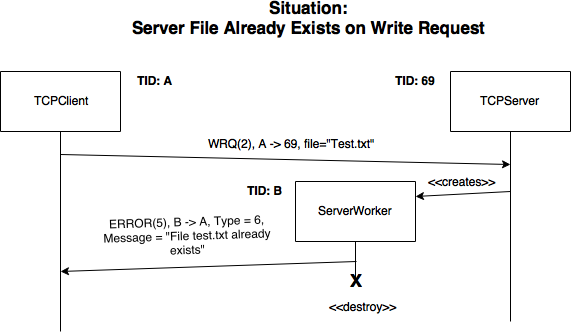 Situation:
Server File Already Exists on Write Request
TID: A
TID: 69
TCPClient
TCPServer
WRQ(2), A -> 69, file="Test.txt"
<<creates>>
TID: B
ServerWorker
ERROR(5), B -> A, Type = 6,
Message = "File test.txt already
exists"
X
<<destroy>>